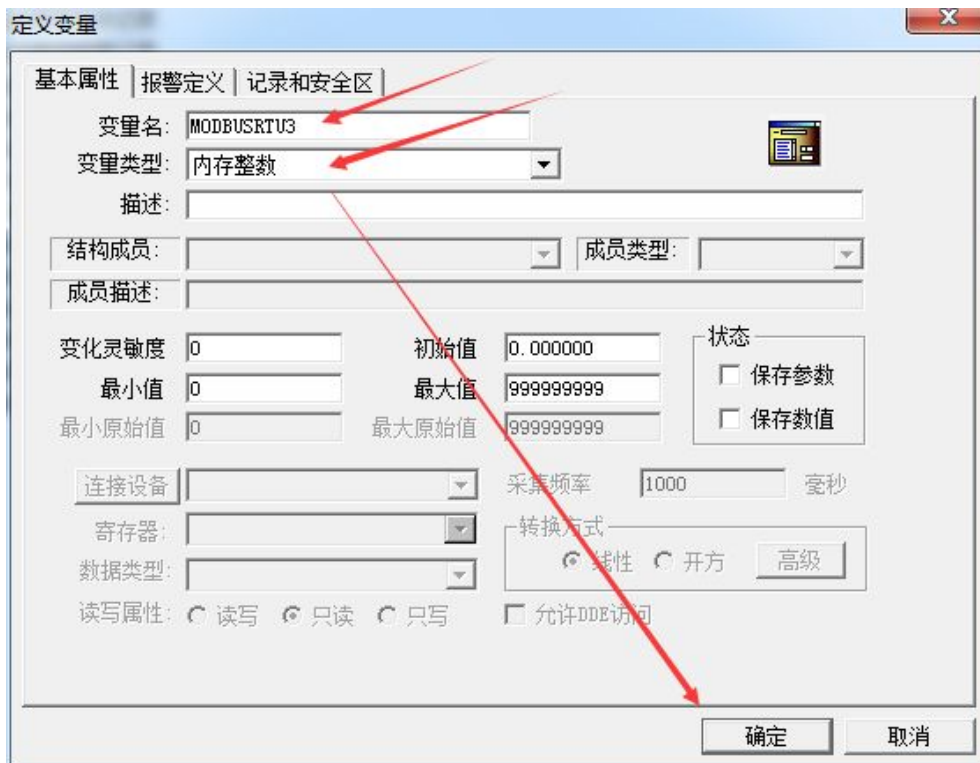 定义变量
基本属性 报警定义 记录和安全区
变量名: MODBUSRTU3
变量类型: 内存整数
描述:
结构成员: 成员类型:
成员描述:
变化灵敏度 0 初始值 0.000000 状态
最小值 0 最大值 999999999 保存参数
最小原始值 0 最大原始值 999999999 保存数值
连接设备 采集频率 1000 毫秒
寄存器: 转换方式
数据类型: 线性 开方 高级
读写属性: 读写 只读 只写 允许DDE访问
确定 取消